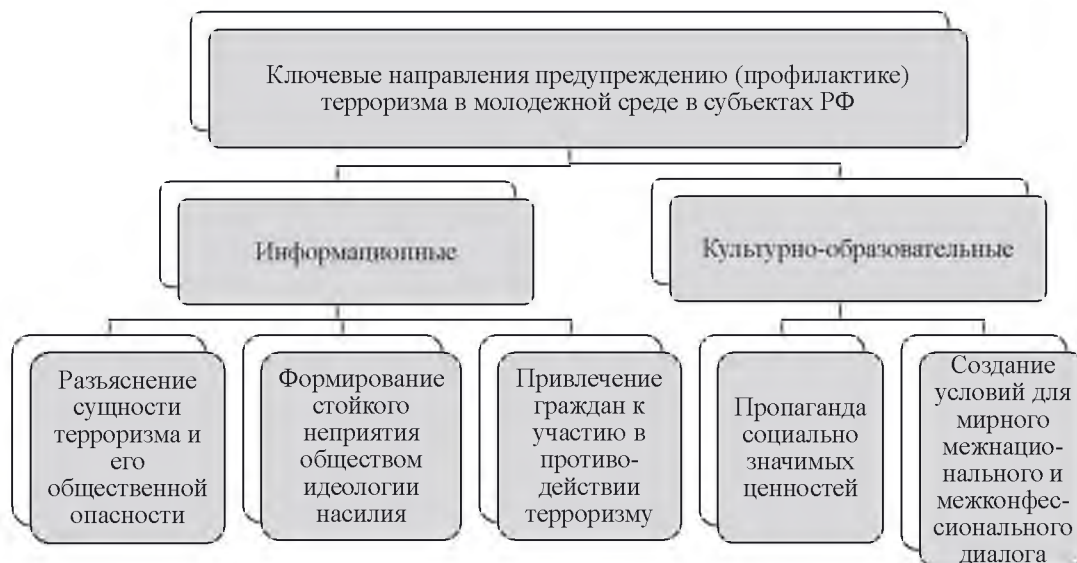 Ключевые направления предупреждению (профилактике)
терроризма в молодежной среде в субъектах РФ
Информационные
Культурно-образовательные
Разъяснение
сущности
терроризма и
его
общественной
опасности
Формирование
стойкого
неприятия
обществом
идеологии
насилия
Привлечение
граждан к
участию в
противо-
действии
терроризму
Пропаганда
социально
значимых
ценностей
Создание
условий для
мирного
межнацио-
нального и
межконфес-
сионального
диалога